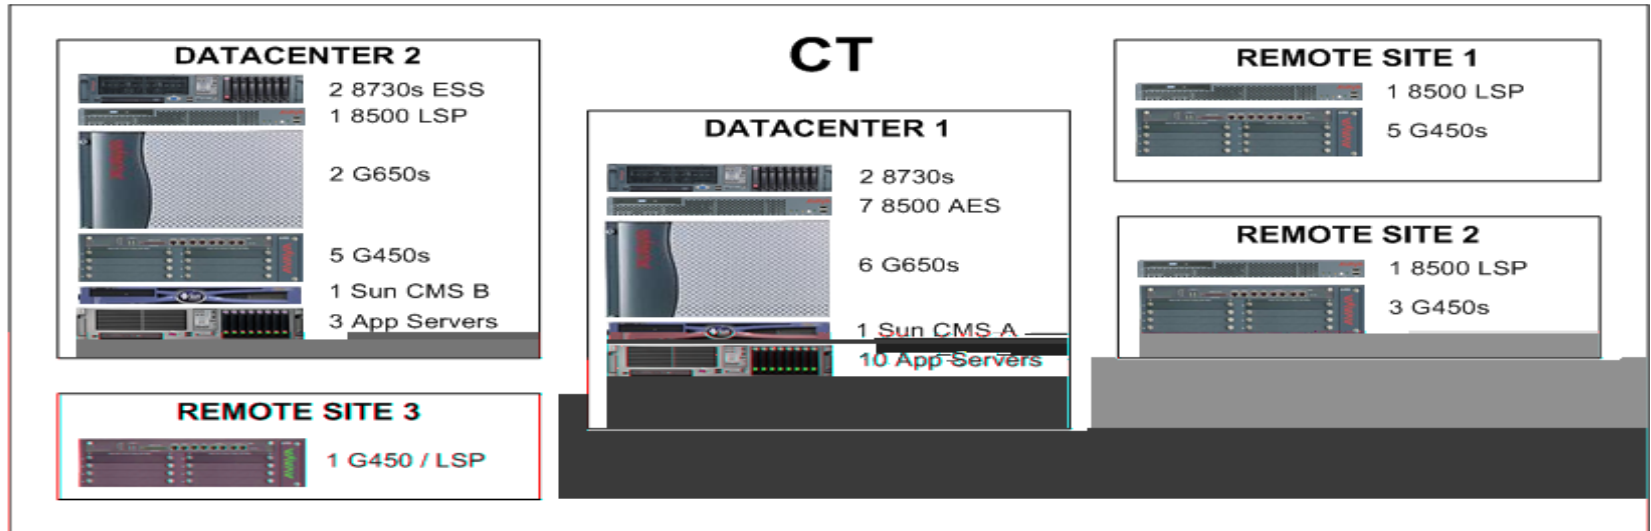 CT
DATACENTER 2
2 8730s ESS
1 8500 LSP
2 G650s
5 G450s
1 Sun CMS B
3 App Servers
REMOTE SITE 3
1 G450 / LSP
DATACENTER 1
2 8730s
7 8500 AES
6 G650s
1 Sun CMS A
10 App Servers
REMOTE SITE 1
1 8500 LSP
5 G450s
REMOTE SITE 2
1 8500 LSP
3 G450s